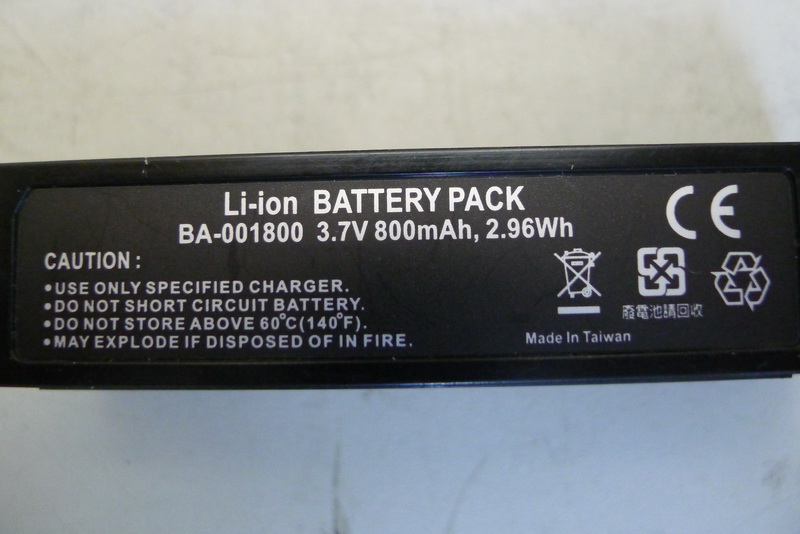 Li-ion BATTERY PACK
BA-001800 3.7V 800mAh, 2.96Wh
CE
CAUTION :
•USE ONLY SPECIFIED CHARGER.
•DO NOT SHORT CIRCUIT BATTERY.
•DO NOT STORE ABOVE 60°C(140°F).
•MAY EXPLODE IF DISPOSED OF IN FIRE.
廢電池請回收
Made In Taiwan